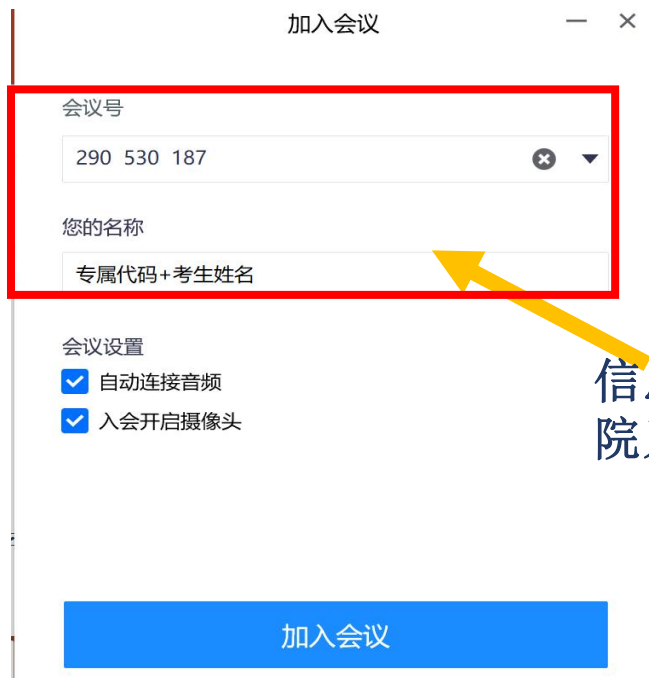 加入会议
会议号
290 530 187
您的名称
专属代码+考生姓名
会议设置
自动连接音频
入会开启摄像头
信
院
加入会议